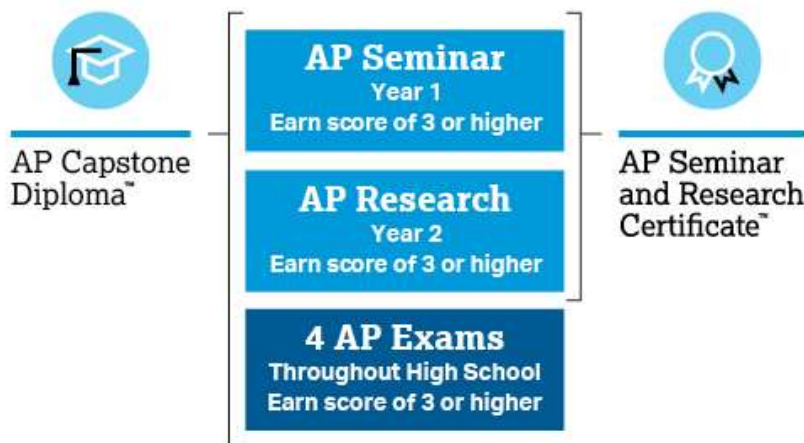 AP Capstone
Diploma™
AP Seminar
Year 1
Earn score of 3 or higher
AP Research
Year 2
Earn score of 3 or higher
4 AP Exams
Throughout High School
Earn score of 3 or higher
AP Seminar
and Research
Certificate™